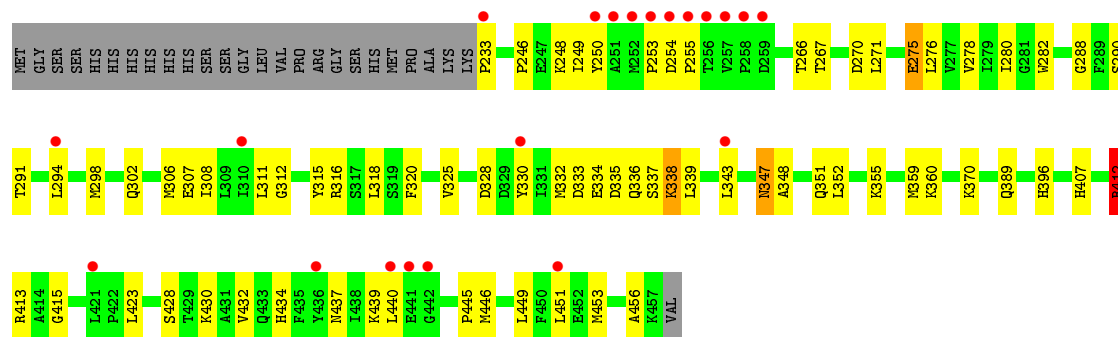 MET GLY SER SER HIS HIS HIS HIS HIS HIS SER SER GLY LEU VAL PRO ARG GLY SER HIS MET PRO ALA LYS LYS P233 P246 E247 K248 I249 Y250 A251 M252 P253 D254 P255 T256 V257 P258 D259 T266 T267 D270 L271 E275 L276 V277 V278 I279 I280 G281 W282 G288 F289 S290
T291 L294 M298 Q302 M306 E307 I308 L309 I310 L311 G312 Y315 R316 S317 L318 S319 F320 V325 D328 D329 Y330 I331 M332 D333 E334 D335 Q336 S337 K338 L339 L343 N347 A348 Q351 L352 K355 M359 K360 K370 Q389 H396 H407 R412
R413 A414 G415 L421 P422 L423 S428 T429 K430 A431 V432 Q433 H434 F435 Y436 N437 I438 K439 L440 E441 G442 P445 M446 L449 F450 L451 E452 M453 A456 K457 VAL